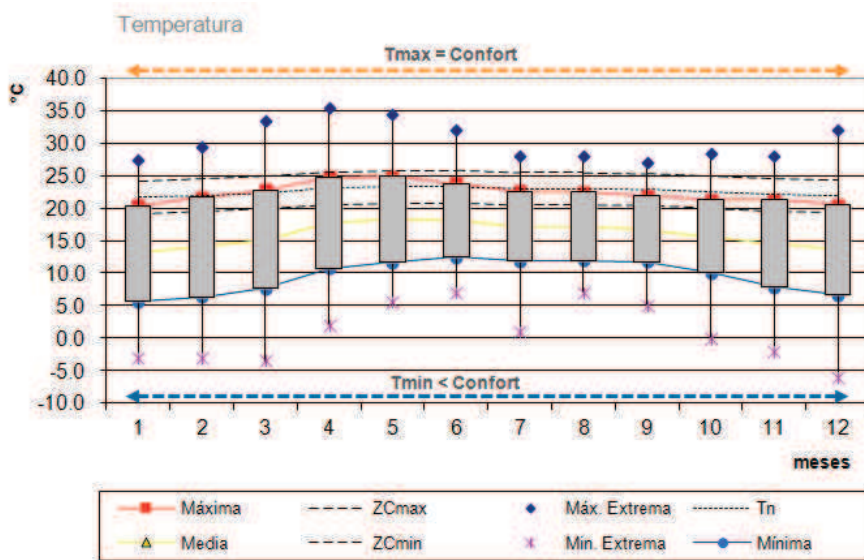 Temperatura
Tmax = Confort
°C
40.0
35.0
30.0
25.0
20.0
15.0
10.0
5.0
0.0
-5.0
-10.0
Tmin < Confort
1 2 3 4 5 6 7 8 9 10 11 12
meses
Máxima ZCmax Máx. Extrema Tn
Media ZCmin Min. Extrema Mínima